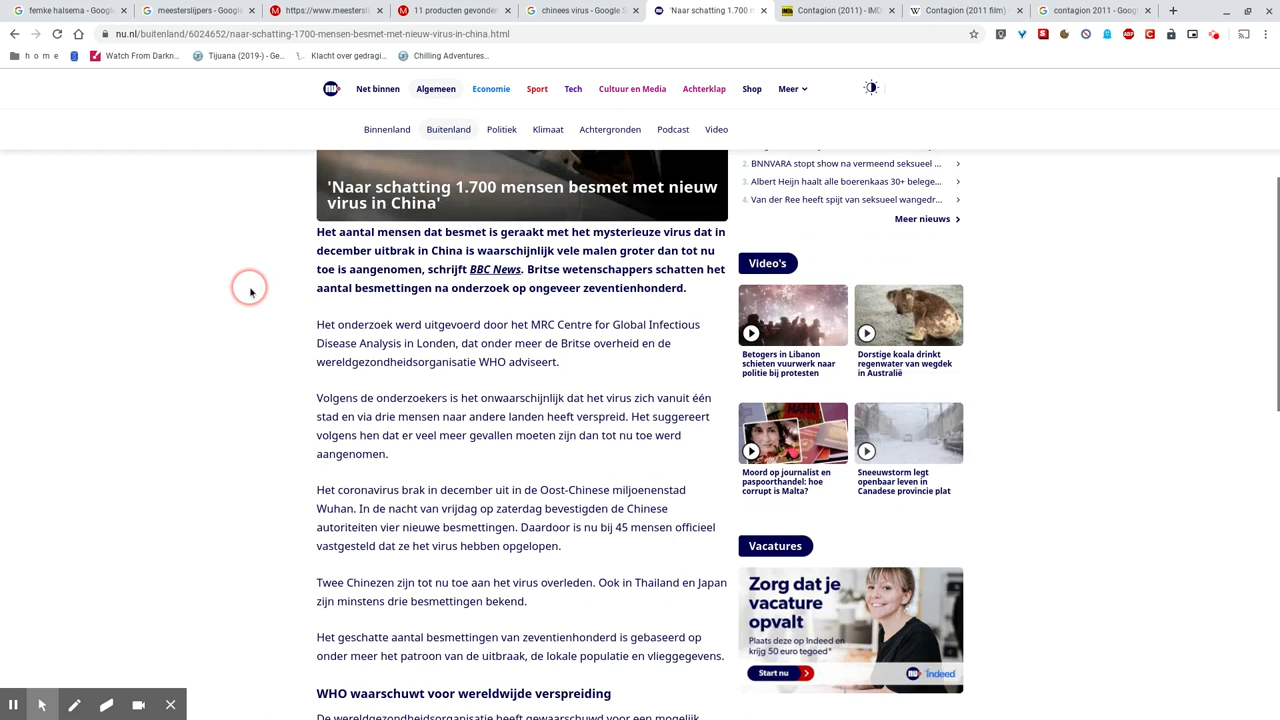 femke halsema - Google
meesterslijpers - Google
https://www.meestersli
11 producten gevonden
chinees virus - Google S
'Naar schatting 1.700 m
Contagion (2011) - IMD
Contagion (2011 film) -
contagion 2011 - Goog
nu.nl/buitenland/6024652/naar-schatting-1700-mensen-besmet-met-nieuw-virus-in-china.html
h o m e
Watch From Darkn...
Tijuana (2019-) - Ge...
Klacht over gedragi...
Chilling Adventures...
Net binnen
Algemeen
Economie
Sport
Tech
Cultuur en Media
Achterklap
Shop
Meer
Binnenland
Buitenland
Politiek
Klimaat
Achtergronden
Podcast
Video
'Naar schatting 1.700 mensen besmet met nieuw
virus in China'
Het aantal mensen dat besmet is geraakt met het mysterieuze virus dat in
december uitbrak in China is waarschijnlijk vele malen groter dan tot nu
toe is aangenomen, schrijft BBC News. Britse wetenschappers schatten het
aantal besmettingen na onderzoek op ongeveer zeventienhonderd.
Het onderzoek werd uitgevoerd door het MRC Centre for Global Infectious
Disease Analysis in Londen, dat onder meer de Britse overheid en de
wereldgezondheidsorganisatie WHO adviseert.
Volgens de onderzoekers is het onwaarschijnlijk dat het virus zich vanuit één
stad en via drie mensen naar andere landen heeft verspreid. Het suggereert
volgens hen dat er veel meer gevallen moeten zijn dan tot nu toe werd
aangenomen.
Het coronavirus brak in december uit in de Oost-Chinese miljoenenstad
Wuhan. In de nacht van vrijdag op zaterdag bevestigden de Chinese
autoriteiten vier nieuwe besmettingen. Daardoor is nu bij 45 mensen officieel
vastgesteld dat ze het virus hebben opgelopen.
Twee Chinezen zijn tot nu toe aan het virus overleden. Ook in Thailand en Japan
zijn minstens drie besmettingen bekend.
Het geschatte aantal besmettingen van zeventienhonderd is gebaseerd op
onder meer het patroon van de uitbraak, de lokale populatie en vlieggegevens.
WHO waarschuwt voor wereldwijde verspreiding
De wereldgezondheidsorganisatie heeft gewaarschuwd voor een mogelijk
2. BNNVARA stopt show na vermeend seksueel ...
3. Albert Heijn haalt alle boerenkaas 30+ belege...
4. Van der Ree heeft spijt van seksueel wangedr...
Meer nieuws
Video's
Betogers in Libanon
schieten vuurwerk naar
politie bij protesten
Dorstige koala drinkt
regenwater van wegdek
in Australië
MAFIA
Moord op journalist en
paspoorthandel: hoe
corrupt is Malta?
Sneeuwstorm legt
openbaar leven in
Canadese provincie plat
Vacatures
Zorg dat je
vacature
opvalt
Plaats deze op Indeed en
krijg 50 euro tegoed*
Start nu
nu
indeed